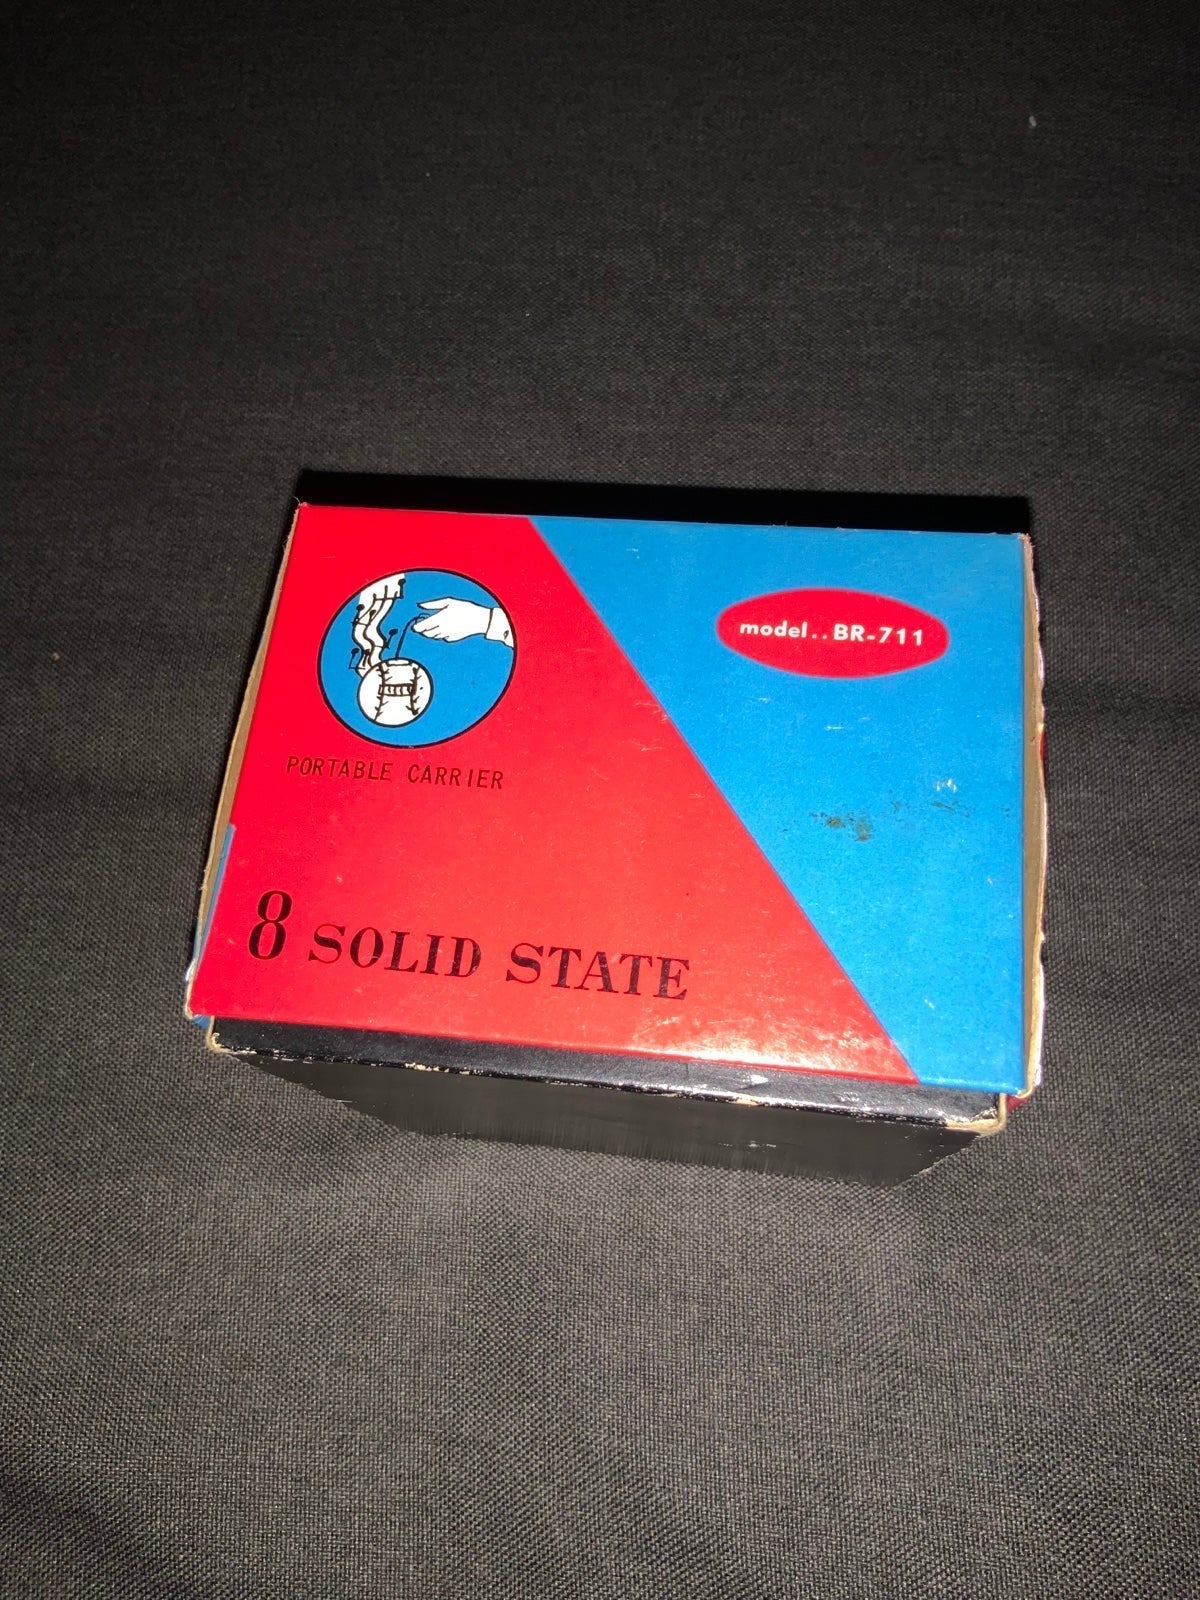 model..BR-711
PORTABLE CARRIER
8 SOLID STATE